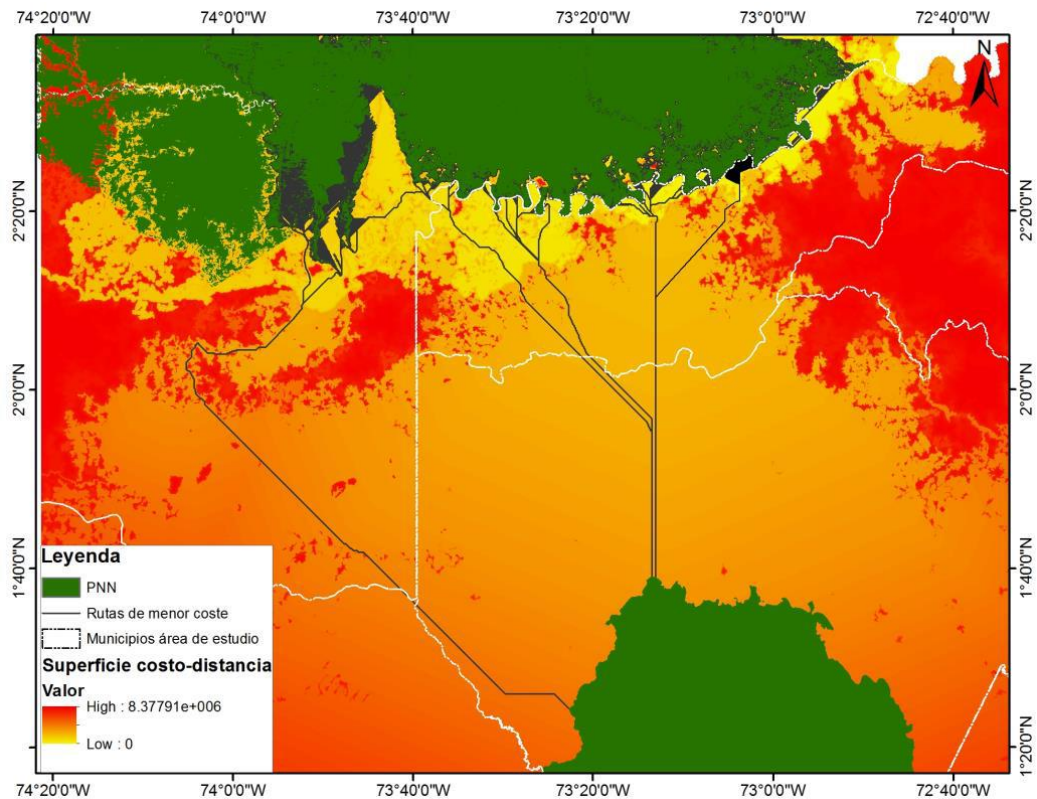 74°20'0"W 74°0'0"W 73°40'0"W 73°20'0"W 73°0'0"W 72°40'0"W
N
2°20'0"N 2°20'0"N
2°0'0"N 2°0'0"N
1°40'0"N 1°40'0"N
1°20'0"N
Leyenda
PNN
Rutas de menor coste
Municipios área de estudio
Superficie costo-distancia
Valor
High : 8.37791e+006
Low : 0
74°20'0"W 74°0'0"W 73°40'0"W 73°20'0"W 73°0'0"W 72°40'0"W